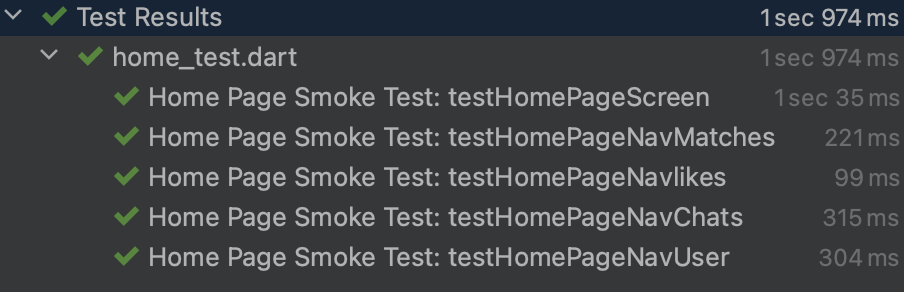 Test Results 1 sec 974 ms
home_test.dart 1 sec 974 ms
Home Page Smoke Test: testHomePageScreen 1 sec 35 ms
Home Page Smoke Test: testHomePageNavMatches 221 ms
Home Page Smoke Test: testHomePageNavlikes 99 ms
Home Page Smoke Test: testHomePageNavChats 315 ms
Home Page Smoke Test: testHomePageNavUser 304 ms